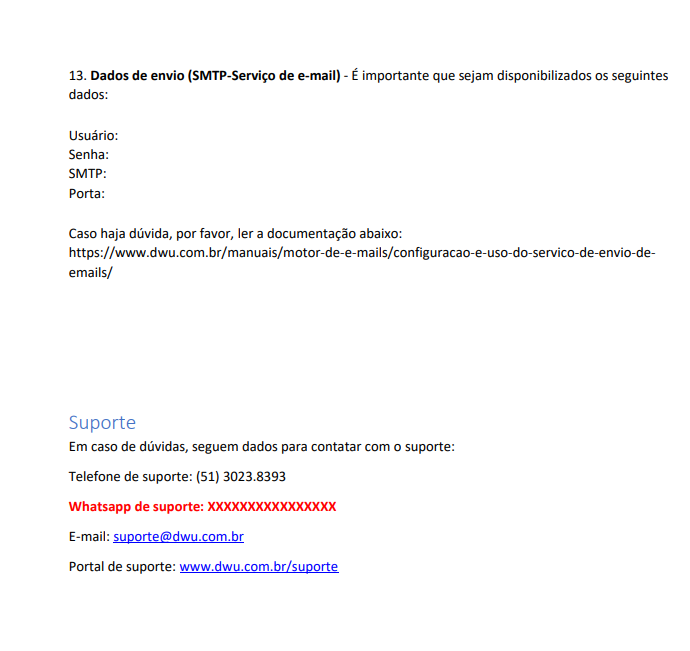 13. Dados de envio (SMTP-Serviço de e-mail) - É importante que sejam disponibilizados os seguintes
dados:
Usuário:
Senha:
SMTP:
Porta:
Caso haja dúvida, por favor, ler a documentação abaixo:
https://www.dwu.com.br/manuais/motor-de-e-mails/configuracao-e-uso-do-servico-de-envio-de-
emails/
Suporte
Em caso de dúvidas, seguem dados para contatar com o suporte:
Telefone de suporte: (51) 3023.8393
Whatsapp de suporte: XXXXXXXXXXXXXXXX
E-mail: suporte@dwu.com.br
Portal de suporte: www.dwu.com.br/suporte